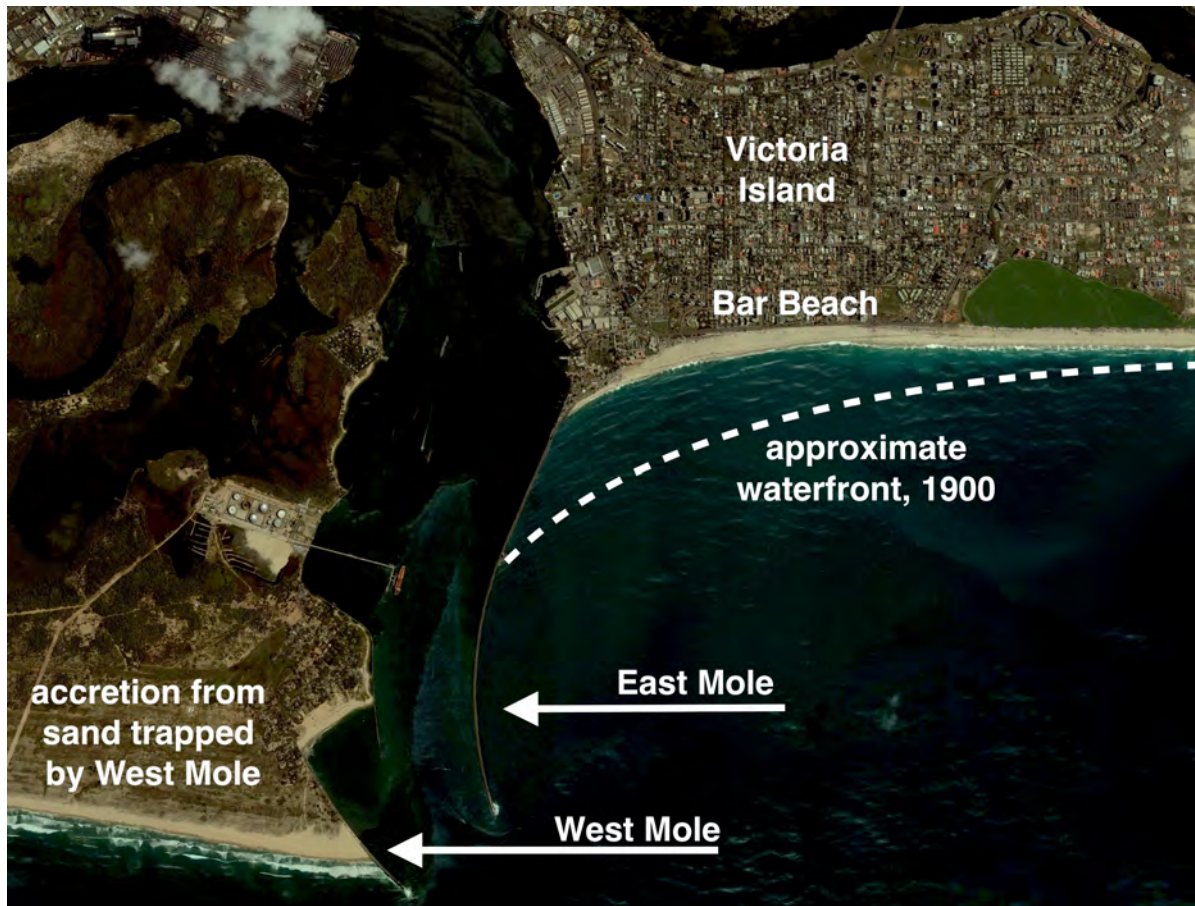 Victoria
Island
Bar Beach
approximate
waterfront, 1900
East Mole
accretion from
sand trapped
by West Mole
West Mole